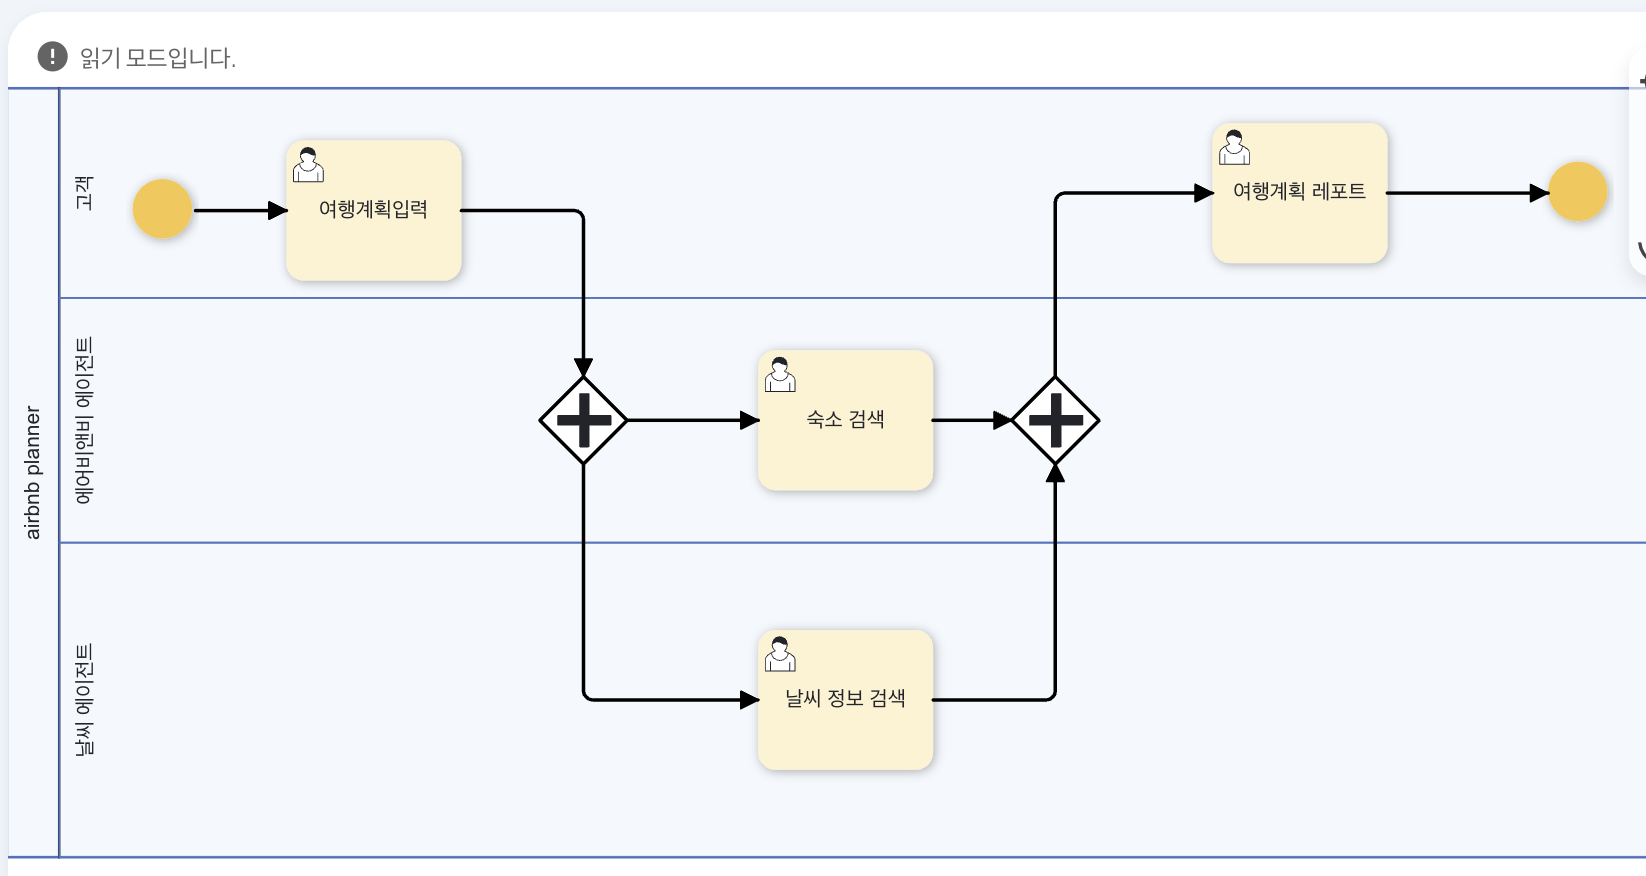 읽기 모드입니다.
airbnb planner
고객
여행계획입력
여행계획 레포트
에어비앤비 에이전트
숙소 검색
날씨 에이전트
날씨 정보 검색